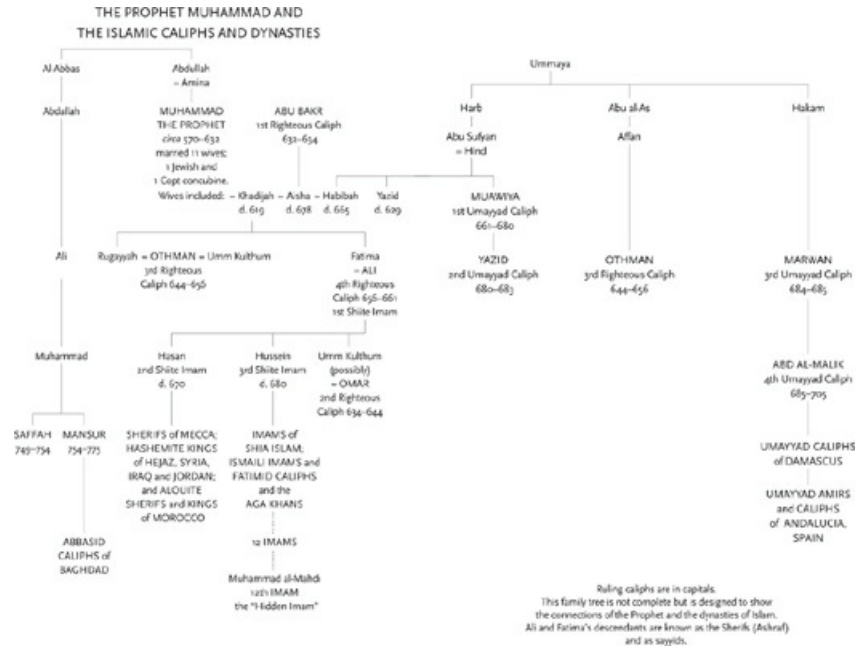 THE PROPHET MUHAMMAD AND
THE ISLAMIC CALIPHS AND DYNASTIES
Al-Abbas
Abdullah
= Amina
Ummaya
Abdallah
MUHAMMAD
THE PROPHET
circa 570–632
married 11 wives;
1 Jewish and
1 Copt concubine.
Wives included:
ABU BAKR
1st Righteous Caliph
632–634
Harb
Abu Sufyan
= Hind
Abu al-As
Affan
Hakam
– Khadijah
d. 619
– Aisha
d. 678
– Habibah
d. 665
Yazid
d. 629
MUAWIYA
1st Umayyad Caliph
661–680
Ali
Rugayyah = OTHMAN = Umm Kulthum
3rd Righteous
Caliph 644–656
Fatima
= ALI
4th Righteous
Caliph 656–661
1st Shiite Imam
YAZID
2nd Umayyad Caliph
680–683
OTHMAN
3rd Righteous Caliph
644–656
MARWAN
3rd Umayyad Caliph
684–685
Muhammad
Hasan
2nd Shiite Imam
d. 670
Hussein
3rd Shiite Imam
d. 680
Umm Kulthum
(possibly)
= OMAR
2nd Righteous
Caliph 634–644
ABD AL-MALIK
4th Umayyad Caliph
685–705
SAFFAH
749–754
MANSUR
754–775
SHERIFS of MECCA;
HASHEMITE KINGS
of HEJAZ, SYRIA,
IRAQ and JORDAN;
and ALOUITE
SHERIFS and KINGS
of MOROCCO
IMAMS of
SHIA ISLAM;
ISMAILI IMAMS and
FATIMID CALIPHS
and the
AGA KHANS
UMAYYAD CALIPHS
of DAMASCUS
UMAYYAD AMIRS
and CALIPHS
of ANDALUCIA,
SPAIN
ABBASID
CALIPHS of
BAGHDAD
12 IMAMS
Muhammad al-Mahdi
12th IMAM
the "Hidden Imam"
Ruling caliphs are in capitals.
This family tree is not complete but is designed to show
the connections of the Prophet and the dynasties of Islam.
Ali and Fatima's descendants are known as the Sherifs (Ashraf)
and as sayyids.